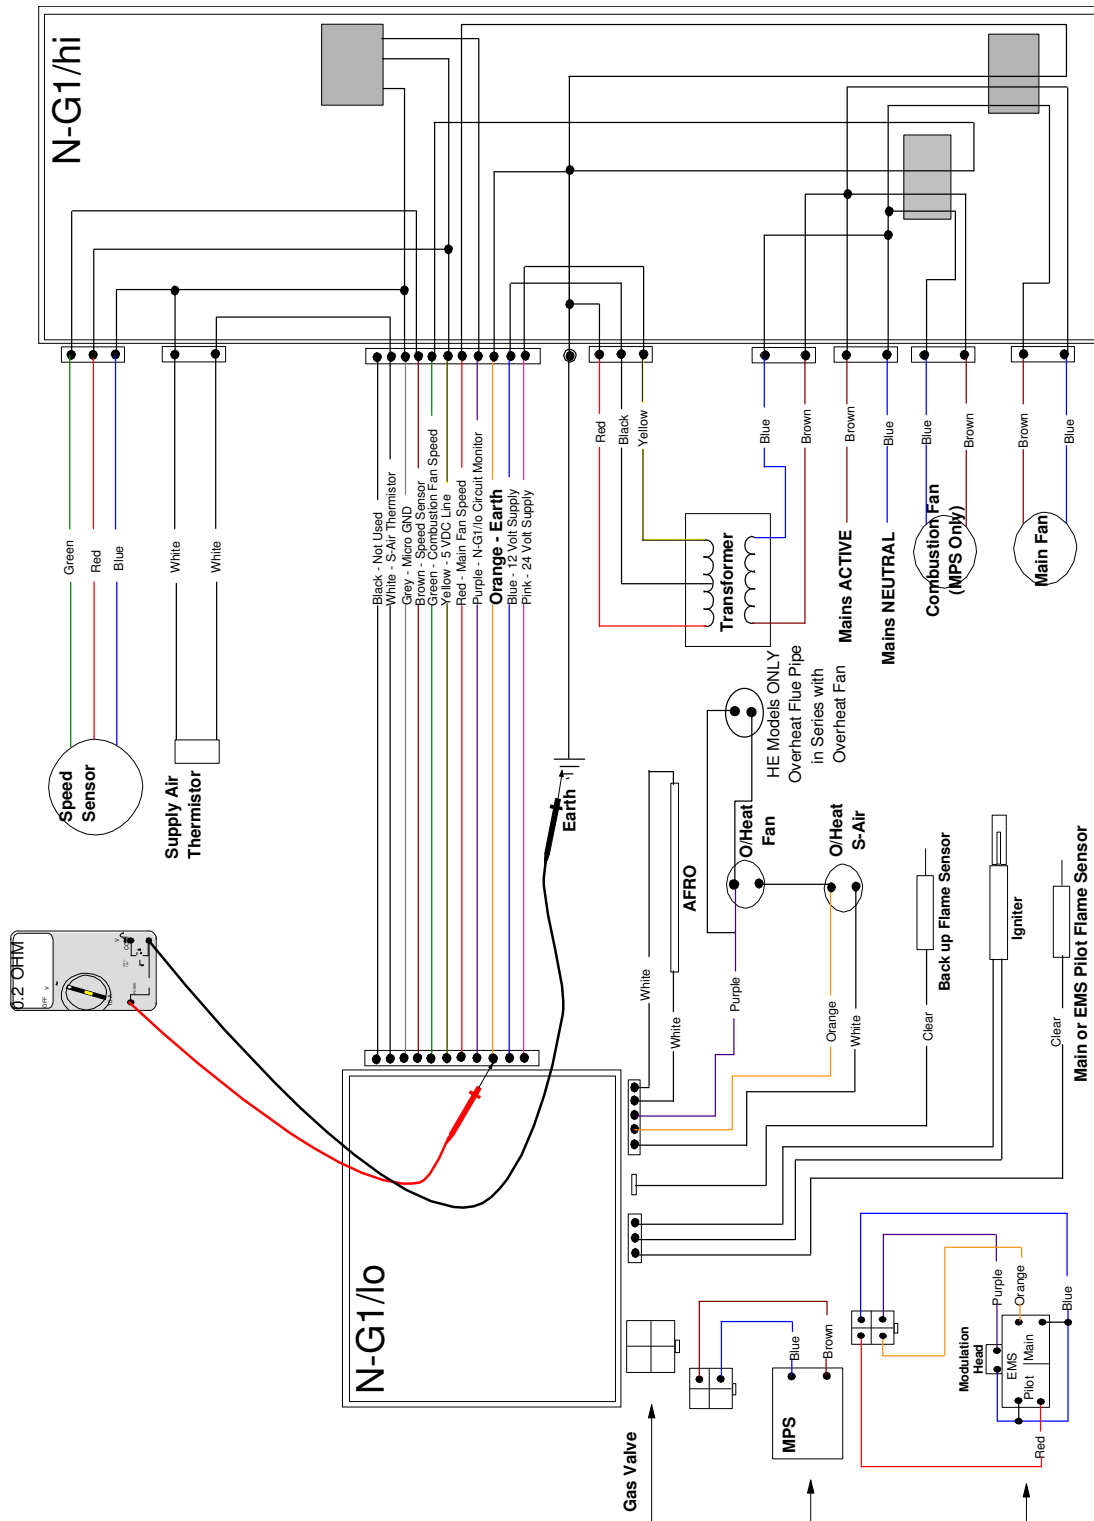 N-G1/hi
Green
Red
Blue
White
White
Black - Not Used
White - S-Air Thermistor
Grey - Micro GND
Brown - Speed Sensor
Green - Combustion Fan Speed
Yellow - 5 VDC Line
Red - Main Fan Speed
Purple - N-G1/lo Circuit Monitor
Orange - Earth
Blue - 12 Volt Supply
Pink - 24 Volt Supply
Red
Black
Yellow
Blue
Brown
Brown
Blue
Blue
Brown
Brown
Blue
Speed
Sensor
Supply Air
Thermistor
Earth
Transformer
Mains ACTIVE
Mains NEUTRAL
Combustion Fan
(MPS Only)
Main Fan
HE Models ONLY
Overheat Flue Pipe
in Series with
Overheat Fan
0.2 OHM
OFF
V
AFRO
O/Heat
Fan
O/Heat
S-Air
Back up Flame Sensor
Igniter
Main or EMS Pilot Flame Sensor
White
White
Purple
Orange
White
Clear
Clear
N-G1/lo
Gas Valve
Blue
Brown
MPS
Purple
Orange
Blue
Modulation
Head
EMS
Pilot
Main
Red